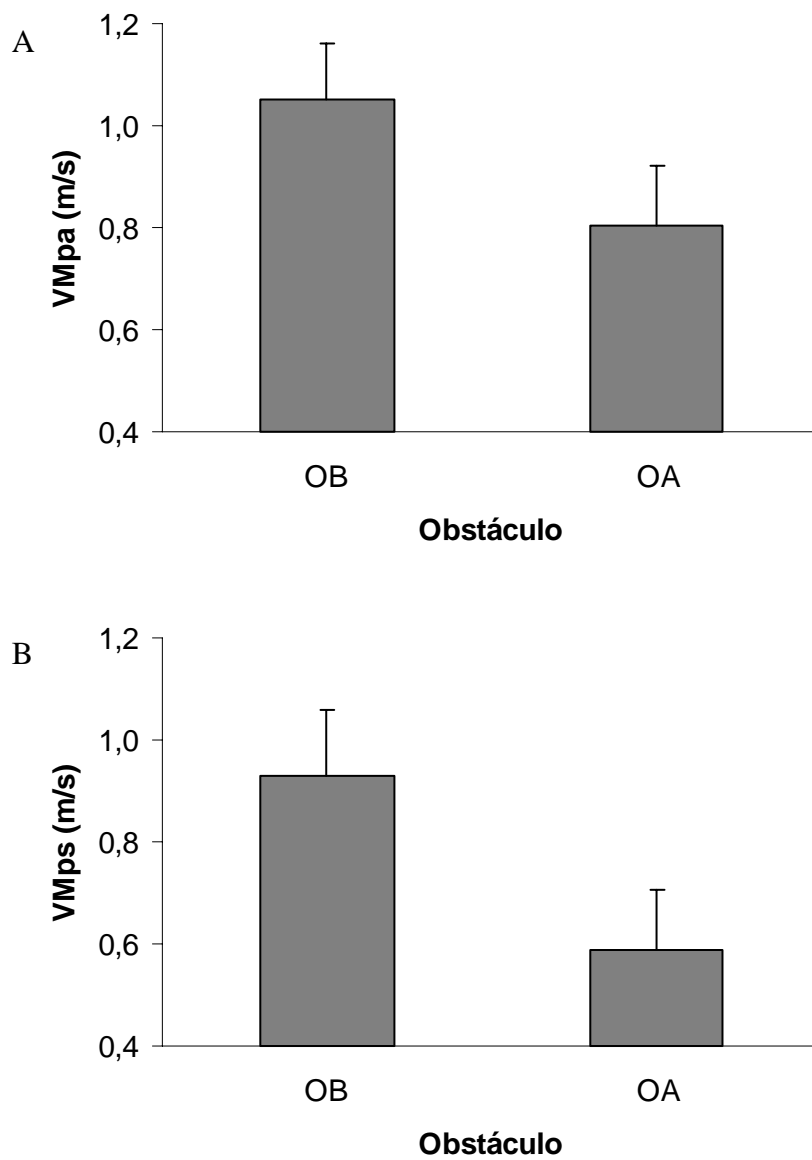 A
VMpa (m/s)
1,2
1,0
0,8
0,6
0,4
OB OA
Obstáculo
B
VMps (m/s)
1,2
1,0
0,8
0,6
0,4
OB OA
Obstáculo